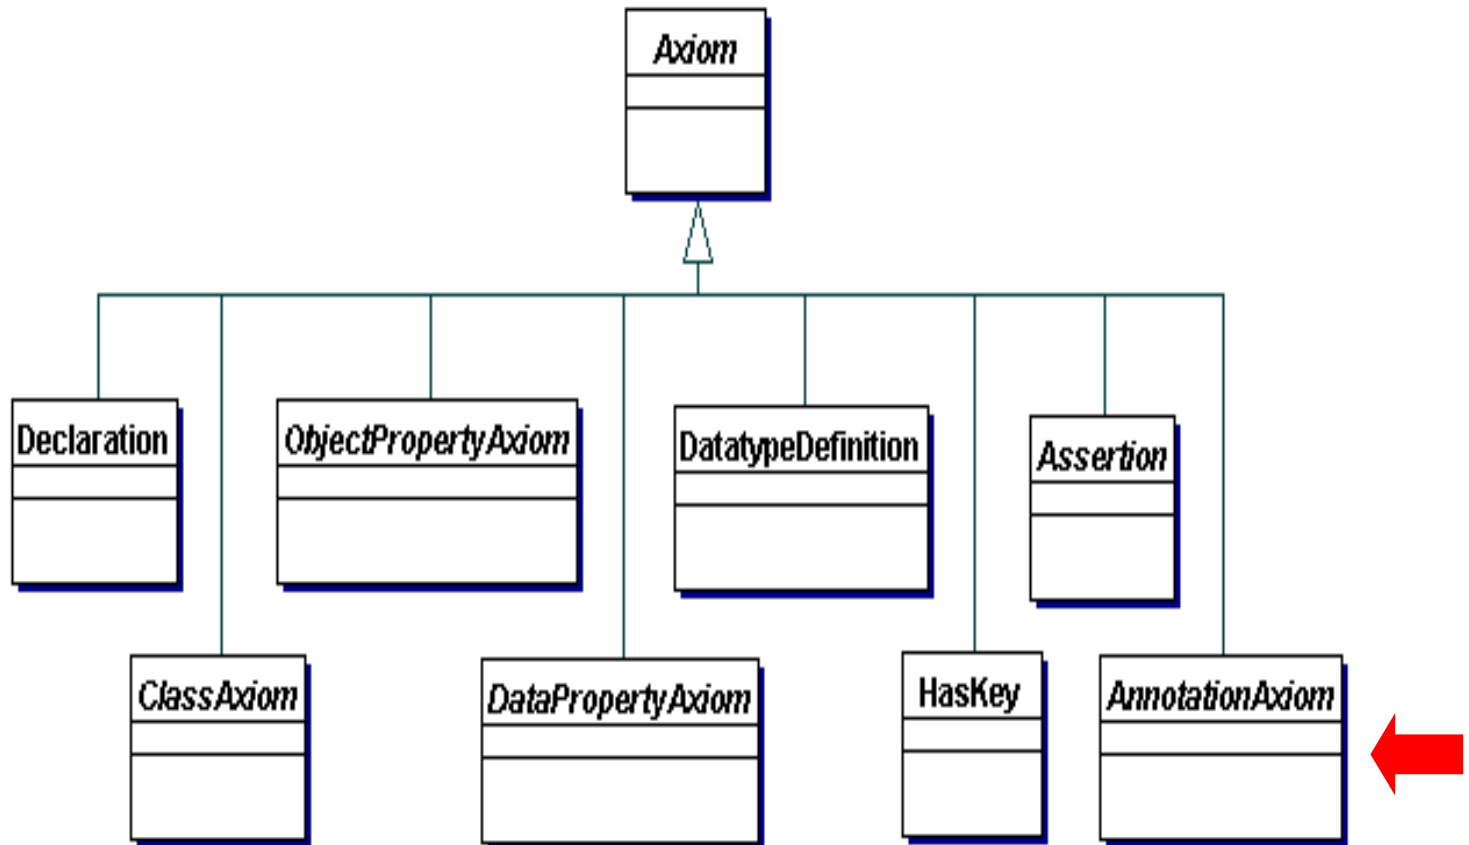 Axiom
Declaration
ObjectPropertyAxiom
DatatypeDefinition
Assertion
ClassAxiom
DataPropertyAxiom
HasKey
AnnotationAxiom